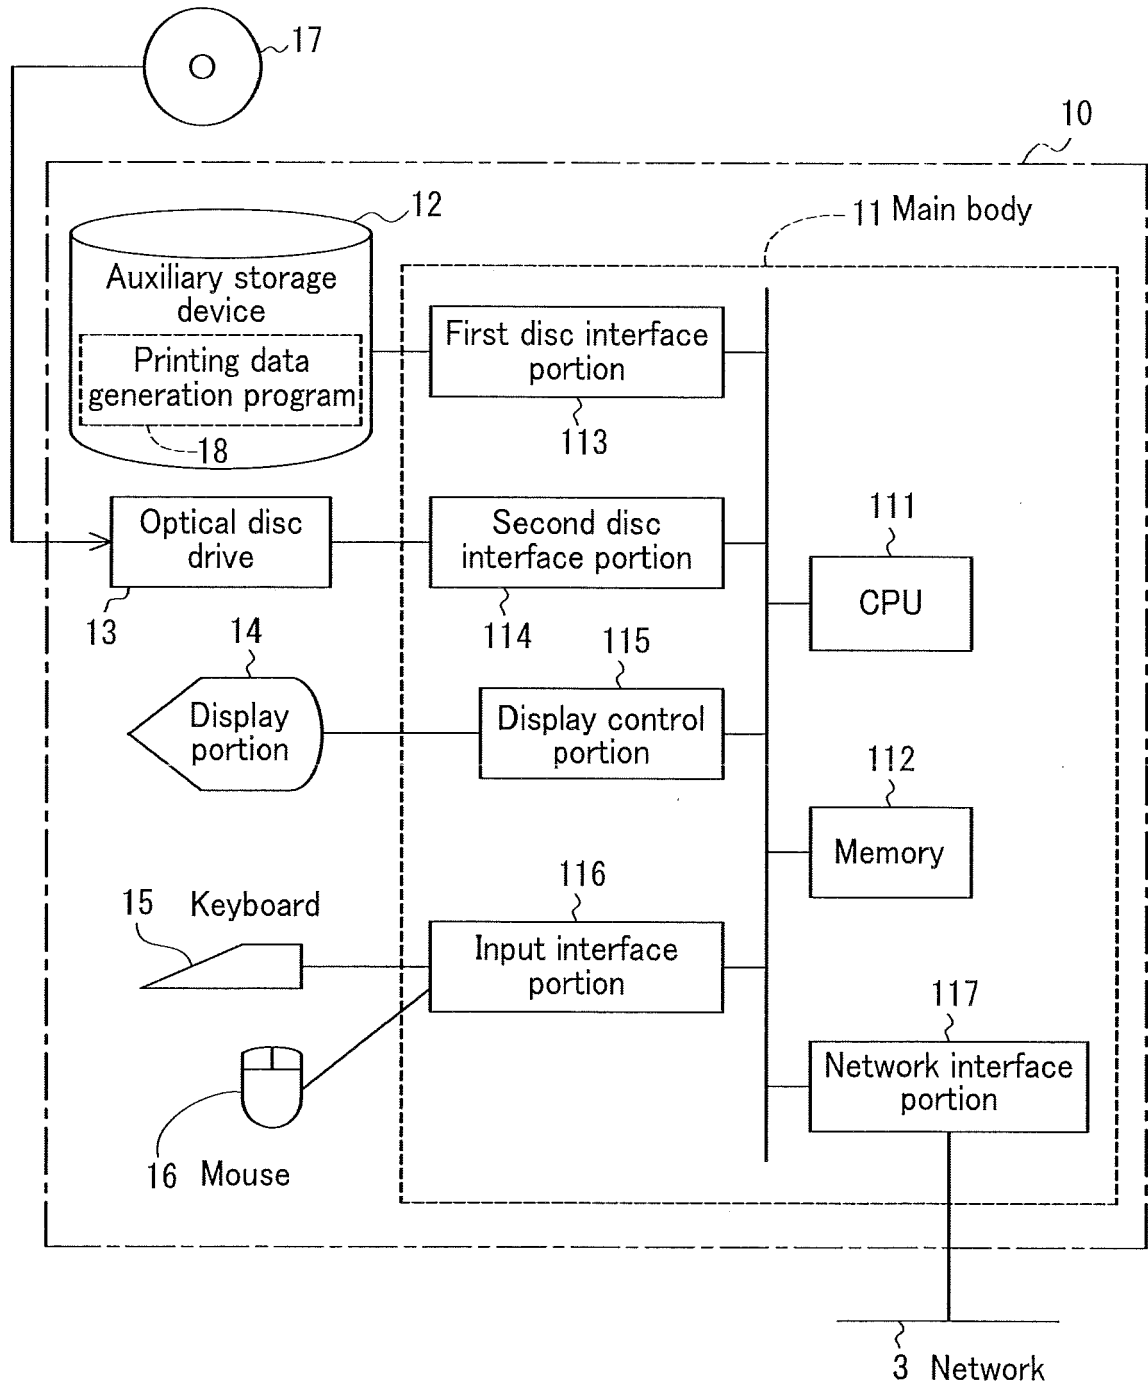 17
10
12
11 Main body
Auxiliary storage
device
First disc interface
portion
Printing data
generation program
113
18
Optical disc
drive
Second disc
interface portion
111
CPU
13
114
14
115
Display
portion
Display control
portion
112
Memory
116
15 Keyboard
Input interface
portion
117
Network interface
portion
16 Mouse
3 Network